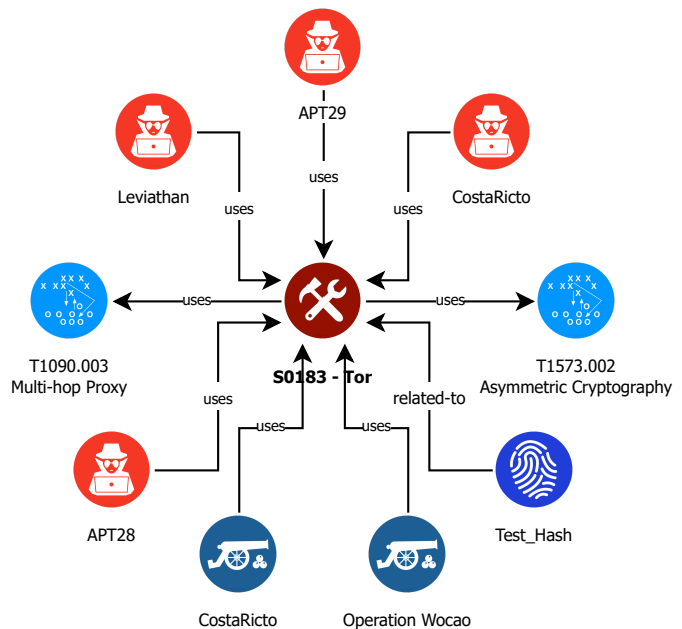 APT29
Leviathan
CostaRicto
uses
uses
uses
uses
uses
T1090.003
Multi-hop Proxy
S0183 - Tor
T1573.002
Asymmetric Cryptography
uses
related-to
uses
uses
APT28
Test_Hash
CostaRicto
Operation Wocao